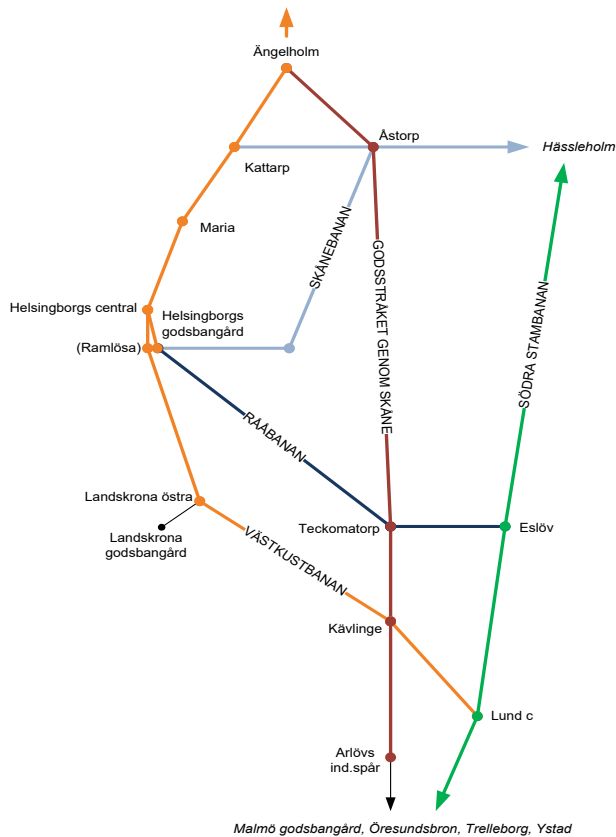 Ängelholm
Åstorp
Hässleholm
Kattarp
Maria
SKÅNEBANAN
GODSSTRÅKET GENOM SKÅNE
SÖDRA STAMBANAN
Helsingborgs central
Helsingborgs
godsbangård
(Ramlösa)
RÅÅBANAN
Landskrona östra
Landskrona
godsbangård
VÄSTKUSTBANAN
Teckomatorp
Eslöv
Kävlinge
Lund c
Arlövs
ind.spår
Malmö godsbangård, Öresundsbron, Trelleborg, Ystad